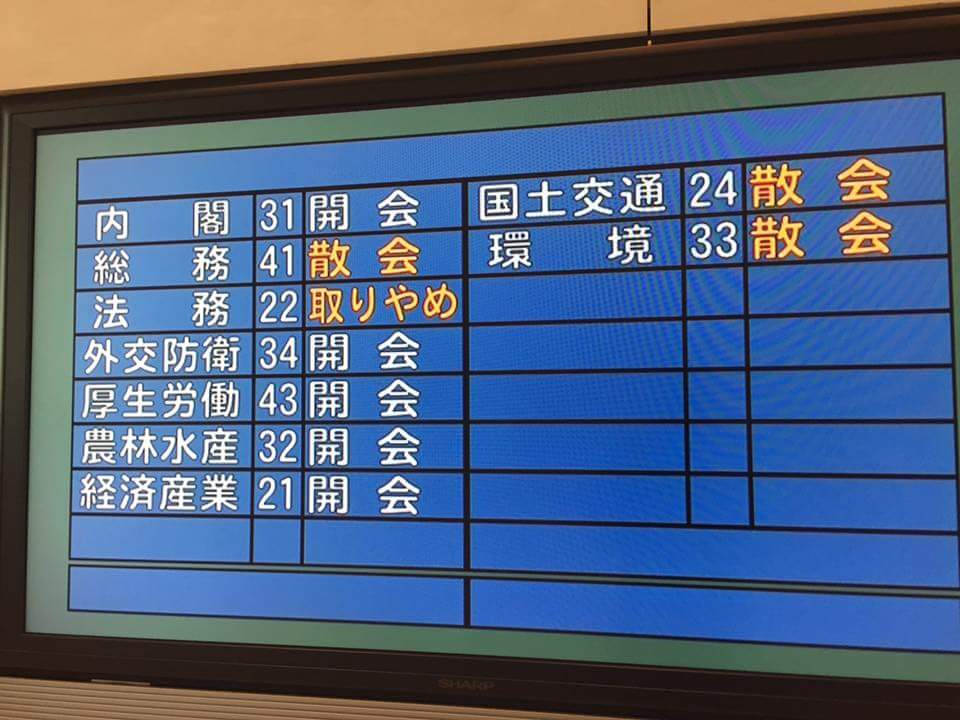 内閣 31 開会 国土交通 24 散会
総務 41 散会 環境 33 散会
法務 22 取りやめ
外交防衛 34 開会
厚生労働 43 開会
農林水産 32 開会
経済産業 21 開会
SHARP